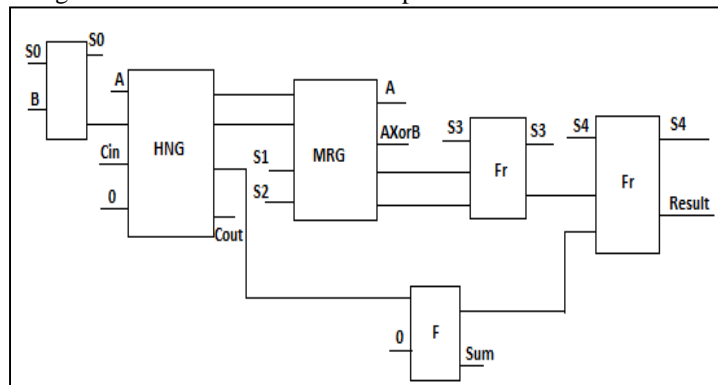 S0
S0
B
A
Cin
0
HNG
Cout
S1
S2
MRG
A
AXorB
S3
S3
Fr
S4
S4
Fr
Result
0
F
Sum